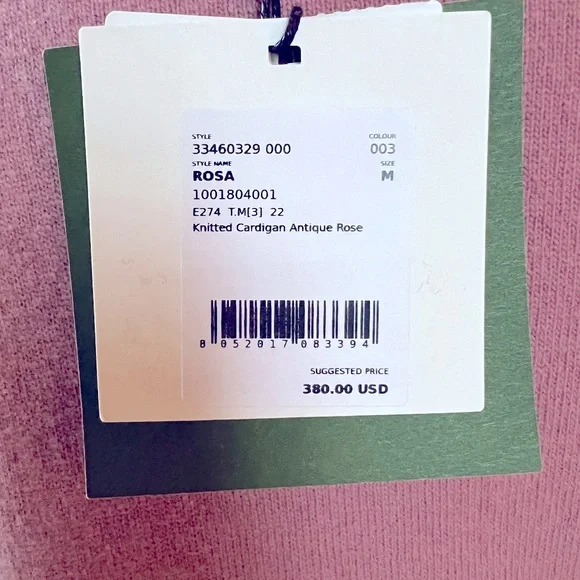 STYLE COLOUR
33460329 000 003
STYLE NAME SIZE
ROSA M
1001804001
E274 T.M[3] 22
Knitted Cardigan Antique Rose
8 052017 083394
SUGGESTED PRICE
380.00 USD